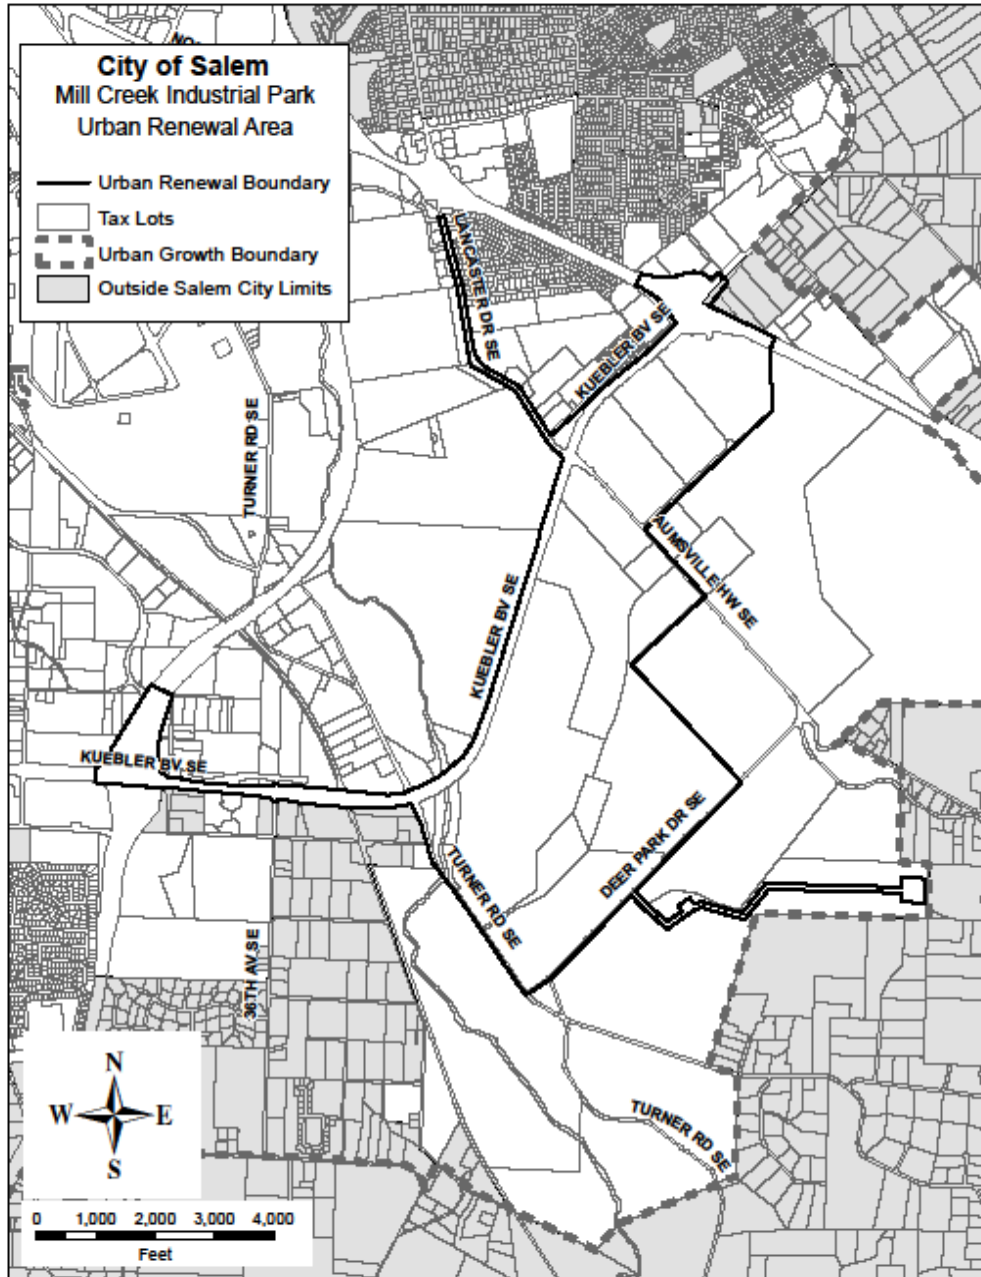 NO
City of Salem
Mill Creek Industrial Park
Urban Renewal Area
Urban Renewal Boundary
Tax Lots
Urban Growth Boundary
Outside Salem City Limits
LANCASTER DR SE
KUEBLER BV SE
TURNER RD SE
AUMSVILLE HW SE
KUEBLER BV SE
KUEBLER BV SE
DEER PARK DR SE
TURNER RD SE
36TH AV SE
TURNER RD SE
N
W E
S
0 1,000 2,000 3,000 4,000
Feet